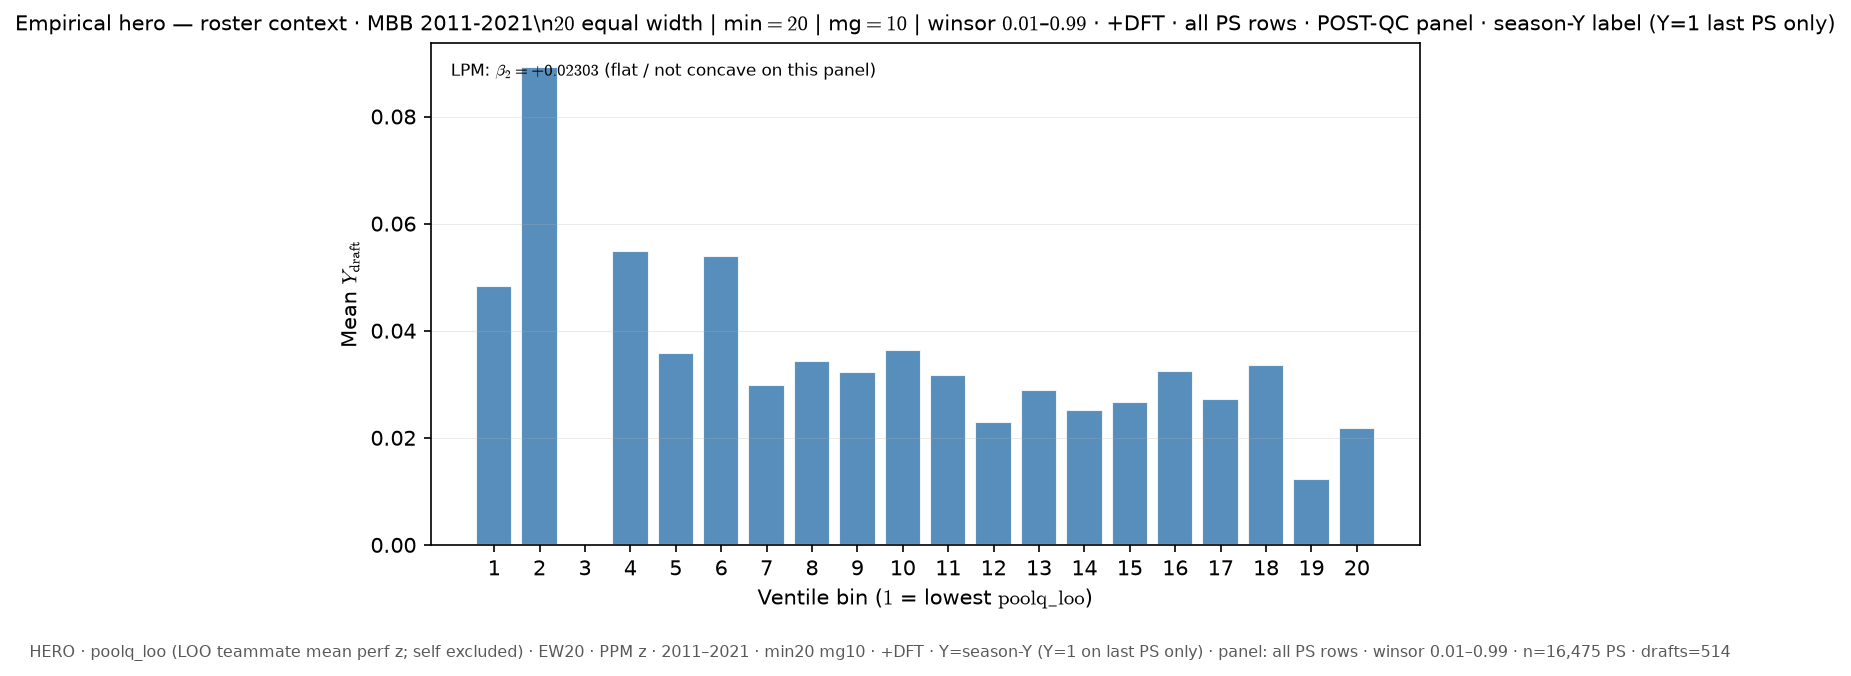 Empirical hero — roster context · MBB 2011-2021\n20 equal width | min = 20 | mg = 10 | winsor 0.01–0.99 · +DFT · all PS rows · POST-QC panel · season-Y label (Y=1 last PS only)
LPM: β₂ = +0.02303 (flat / not concave on this panel)
Mean Y_draft
0.08
0.06
0.04
0.02
0.00
1 2 3 4 5 6 7 8 9 10 11 12 13 14 15 16 17 18 19 20
Ventile bin (1 = lowest poolq_loo)
HERO · poolq_loo (LOO teammate mean perf z; self excluded) · EW20 · PPM z · 2011–2021 · min20 mg10 · +DFT · Y=season-Y (Y=1 on last PS only) · panel: all PS rows · winsor 0.01–0.99 · n=16,475 PS · drafts=514